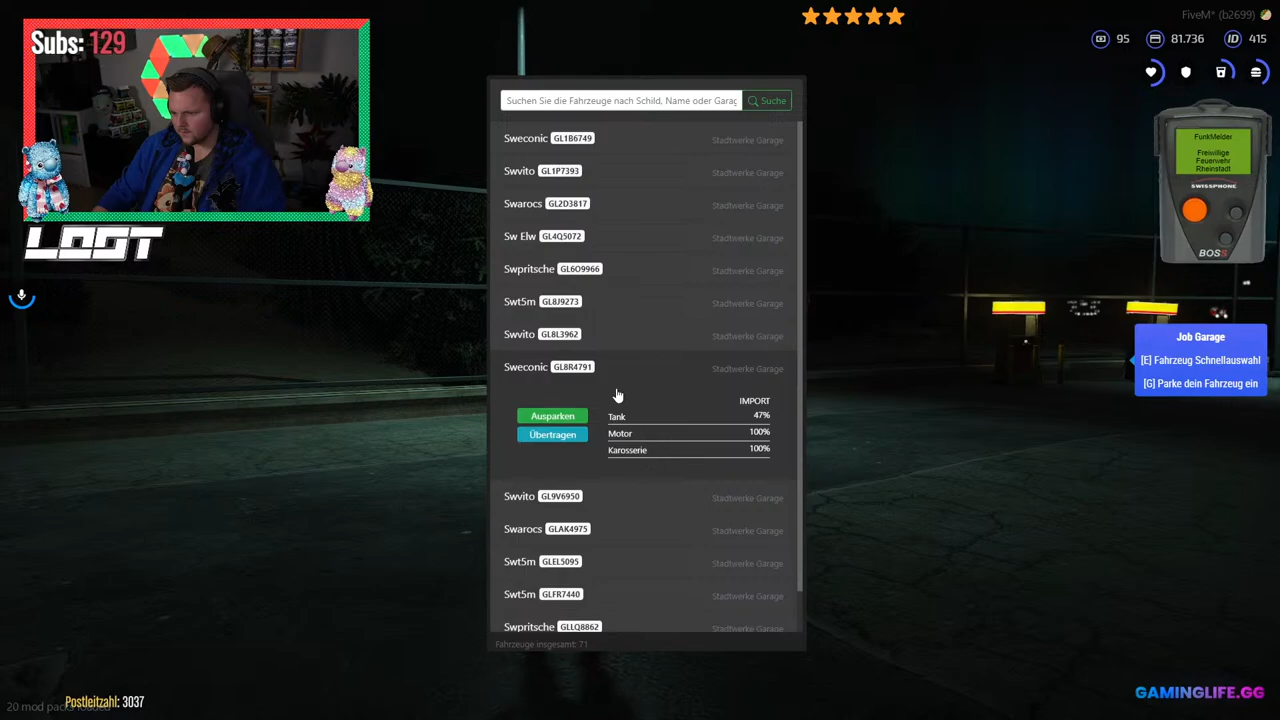 Subs: 129
LOOT
FiveM* (b2699)
95 81.736 ID 415
Suchen Sie die Fahrzeuge nach Schild, Name oder Garag Suche
Sweconic GL1B6749 Stadtwerke Garage
Swvito GL1P7393 Stadtwerke Garage
Swarocs GL2D3817 Stadtwerke Garage
Sw Elw GL4Q5072 Stadtwerke Garage
Swpritsche GL6O9966 Stadtwerke Garage
Swt5m GL8J9273 Stadtwerke Garage
Swvito GL8L3962 Stadtwerke Garage
Sweconic GL8R4791 Stadtwerke Garage
IMPORT
Ausparken Tank 47%
Übertragen Motor 100%
Karosserie 100%
Swvito GL9V6950 Stadtwerke Garage
Swarocs GLAK4975 Stadtwerke Garage
Swt5m GLEL5095 Stadtwerke Garage
Swt5m GLFR7440 Stadtwerke Garage
Swpritsche GLLQ8862 Stadtwerke Garage
Fahrzeuge insgesamt: 71
FunkMelder
Freiwillige
Feuerwehr
Rheinstadt
SWISSPHONE
BOSS
Job Garage
[E] Fahrzeug Schnellauswahl
[G] Parke dein Fahrzeug ein
Postleitzahl: 3037
20 mod packs loaded
GAMINGLIFE.GG